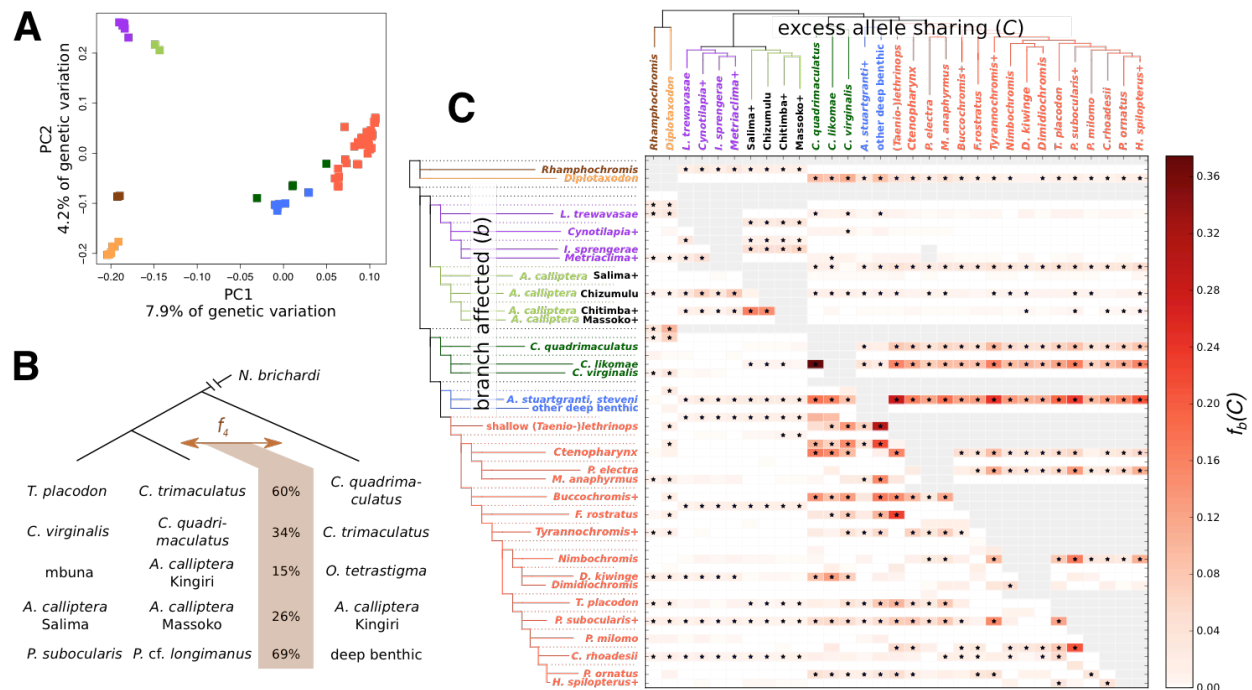 A
0.2
0.1
0.0
−0.1
−0.2
PC2
4.2% of genetic variation
−0.20
−0.15
−0.10
−0.05
0.00
0.05
0.10
PC1
7.9% of genetic variation
B
N. brichardi
f4
T. placodon
C. trimaculatus
60%
C. quadrima-
culatus
C. virginalis
C. quadri-
maculatus
34%
C. trimaculatus
mbuna
A. calliptera
Kingiri
15%
O. tetrastigma
A. calliptera
Salima
A. calliptera
Massoko
26%
A. calliptera
Kingiri
P. subocularis
P. cf. longimanus
69%
deep benthic
C
excess allele sharing (C)
Rhamphochromis
Diplotaxodon
L. trewavasae
Cynotilapia+
I. sprengerae
Metriaclima+
Salima+
Chizumulu
Chitimba+
Massoko+
C. quadrimaculatus
C. likomae
C. virginalis
A. stuartgranti+
other deep benthic
(Taenio-)lethrinops
Ctenopharynx
P. electra
M. anaphyrmus
Buccochromis+
F.rostratus
Tyrannochromis+
Nimbochromis
D. kiwinge
Dimidiochromis
T. placodon
P. subocularis+
P. milomo
C.rhoadesii
P. ornatus
H. spilopterus+
branch affected (b)
Rhamphochromis
Diplotaxodon
L. trewavasae
Cynotilapia+
I. sprengerae
Metriaclima+
A. calliptera Salima+
A. calliptera Chizumulu
A. calliptera Chitimba+
A. calliptera Massoko+
C. quadrimaculatus
C. likomae
C. virginalis
A. stuartgranti, steveni
other deep benthic
shallow (Taenio-)lethrinops
Ctenopharynx
P. electra
M. anaphyrmus
Buccochromis+
F. rostratus
Tyrannochromis+
Nimbochromis
D. kiwinge
Dimidiochromis
T. placodon
P. subocularis+
P. milomo
C. rhoadesii
P. ornatus
H. spilopterus+
0.36
0.32
0.28
0.24
0.20
0.16
0.12
0.08
0.04
0.00
fb(C)